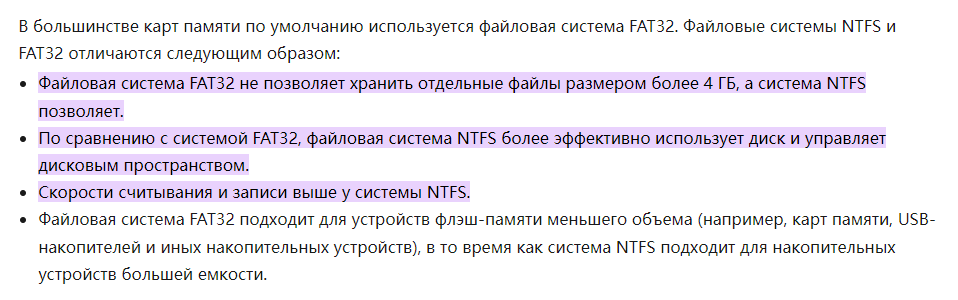 В большинстве карт памяти по умолчанию используется файловая система FAT32. Файловые системы NTFS и
FAT32 отличаются следующим образом:
• Файловая система FAT32 не позволяет хранить отдельные файлы размером более 4 ГБ, а система NTFS
позволяет.
• По сравнению с системой FAT32, файловая система NTFS более эффективно использует диск и управляет
дисковым пространством.
• Скорости считывания и записи выше у системы NTFS.
• Файловая система FAT32 подходит для устройств флэш-памяти меньшего объема (например, карт памяти, USB-
накопителей и иных накопительных устройств), в то время как система NTFS подходит для накопительных
устройств большей емкости.